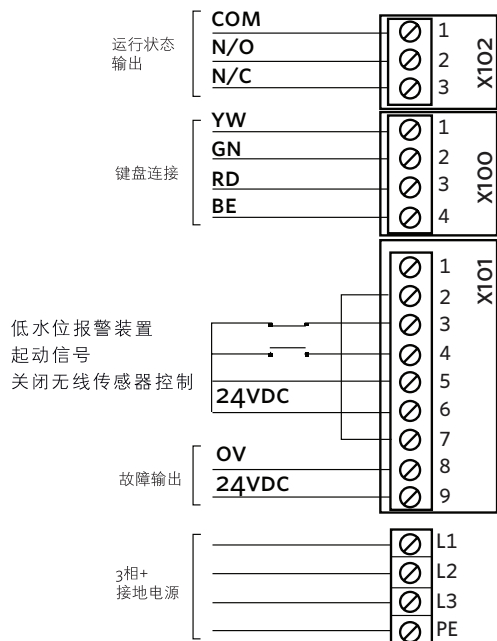 COM
1
运行状态
输出
N/O
2
N/C
3
X102
YW
1
GN
2
键盘连接
RD
3
BE
4
X100
1
X101
2
低水位报警装置
3
起动信号
4
关闭无线传感器控制
5
24VDC
6
7
0V
8
故障输出
24VDC
9
L1
3相+
接地电源
L2
L3
PE